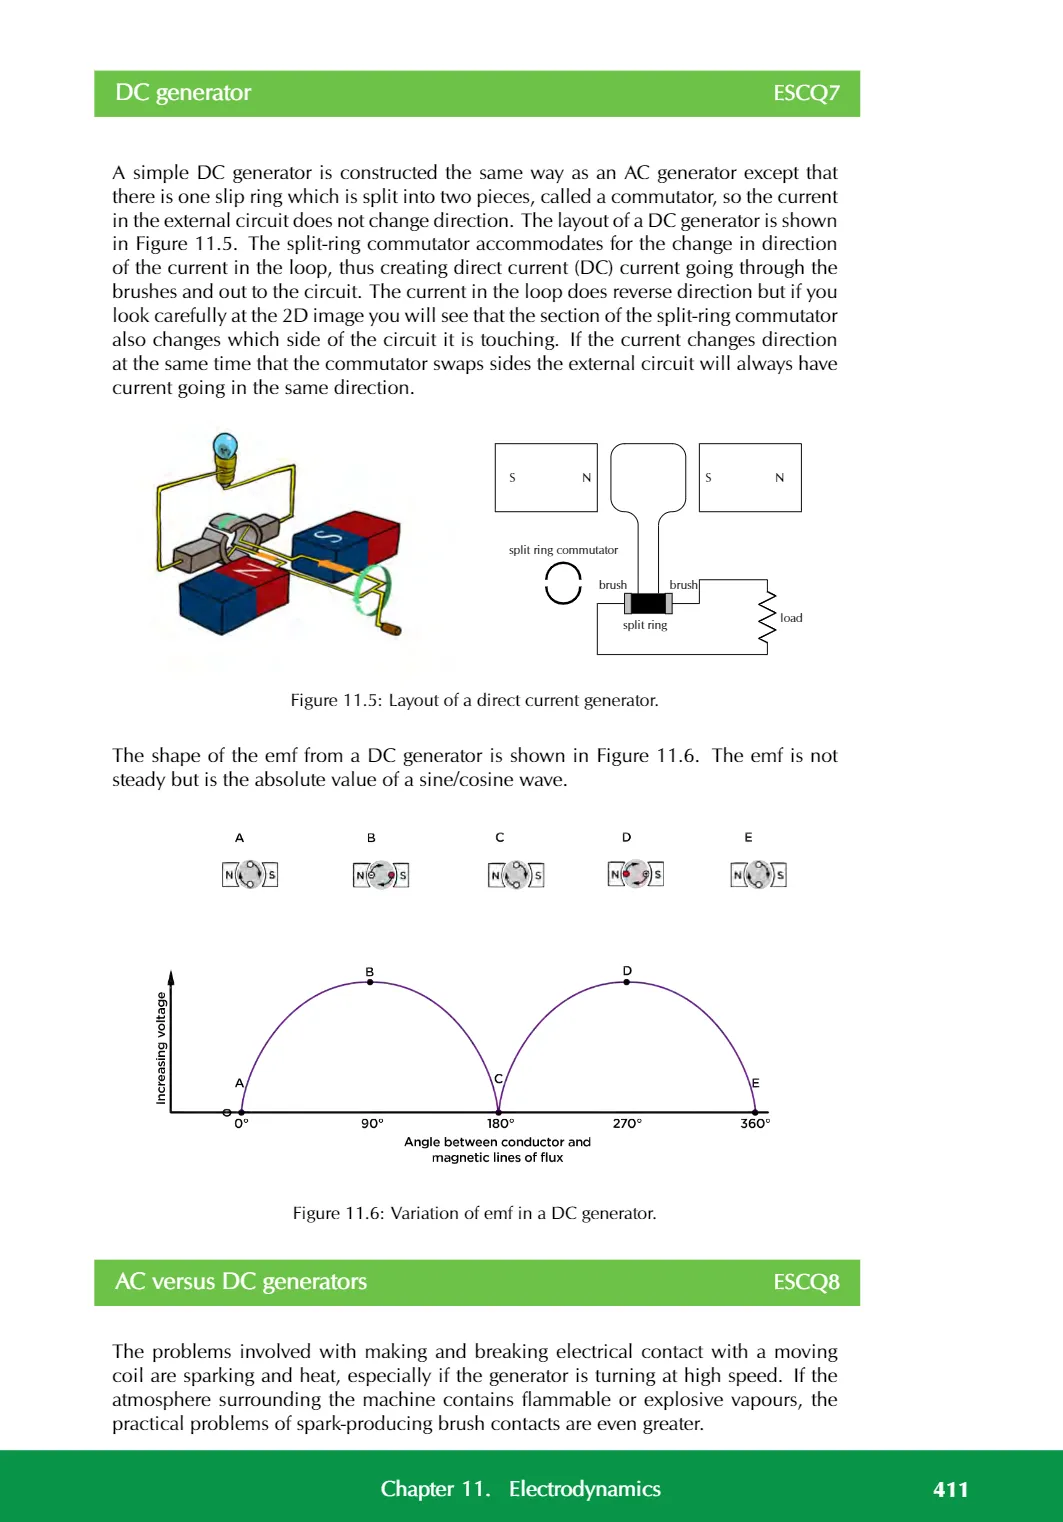 DC generator ESCQ7
A simple DC generator is constructed the same way as an AC generator except that
there is one slip ring which is split into two pieces, called a commutator, so the current
in the external circuit does not change direction. The layout of a DC generator is shown
in Figure 11.5. The split-ring commutator accommodates for the change in direction
of the current in the loop, thus creating direct current (DC) current going through the
brushes and out to the circuit. The current in the loop does reverse direction but if you
look carefully at the 2D image you will see that the section of the split-ring commutator
also changes which side of the circuit it is touching. If the current changes direction
at the same time that the commutator swaps sides the external circuit will always have
current going in the same direction.
S
N
S N S N
split ring commutator
brush brush
split ring
load
Figure 11.5: Layout of a direct current generator.
The shape of the emf from a DC generator is shown in Figure 11.6. The emf is not
steady but is the absolute value of a sine/cosine wave.
A B C D E
N S N S N S N S N S
B D
Increasing voltage
A C E
0° 90° 180° 270° 360°
Angle between conductor and
magnetic lines of flux
Figure 11.6: Variation of emf in a DC generator.
AC versus DC generators ESCQ8
The problems involved with making and breaking electrical contact with a moving
coil are sparking and heat, especially if the generator is turning at high speed. If the
atmosphere surrounding the machine contains flammable or explosive vapours, the
practical problems of spark-producing brush contacts are even greater.
Chapter 11. Electrodynamics 411